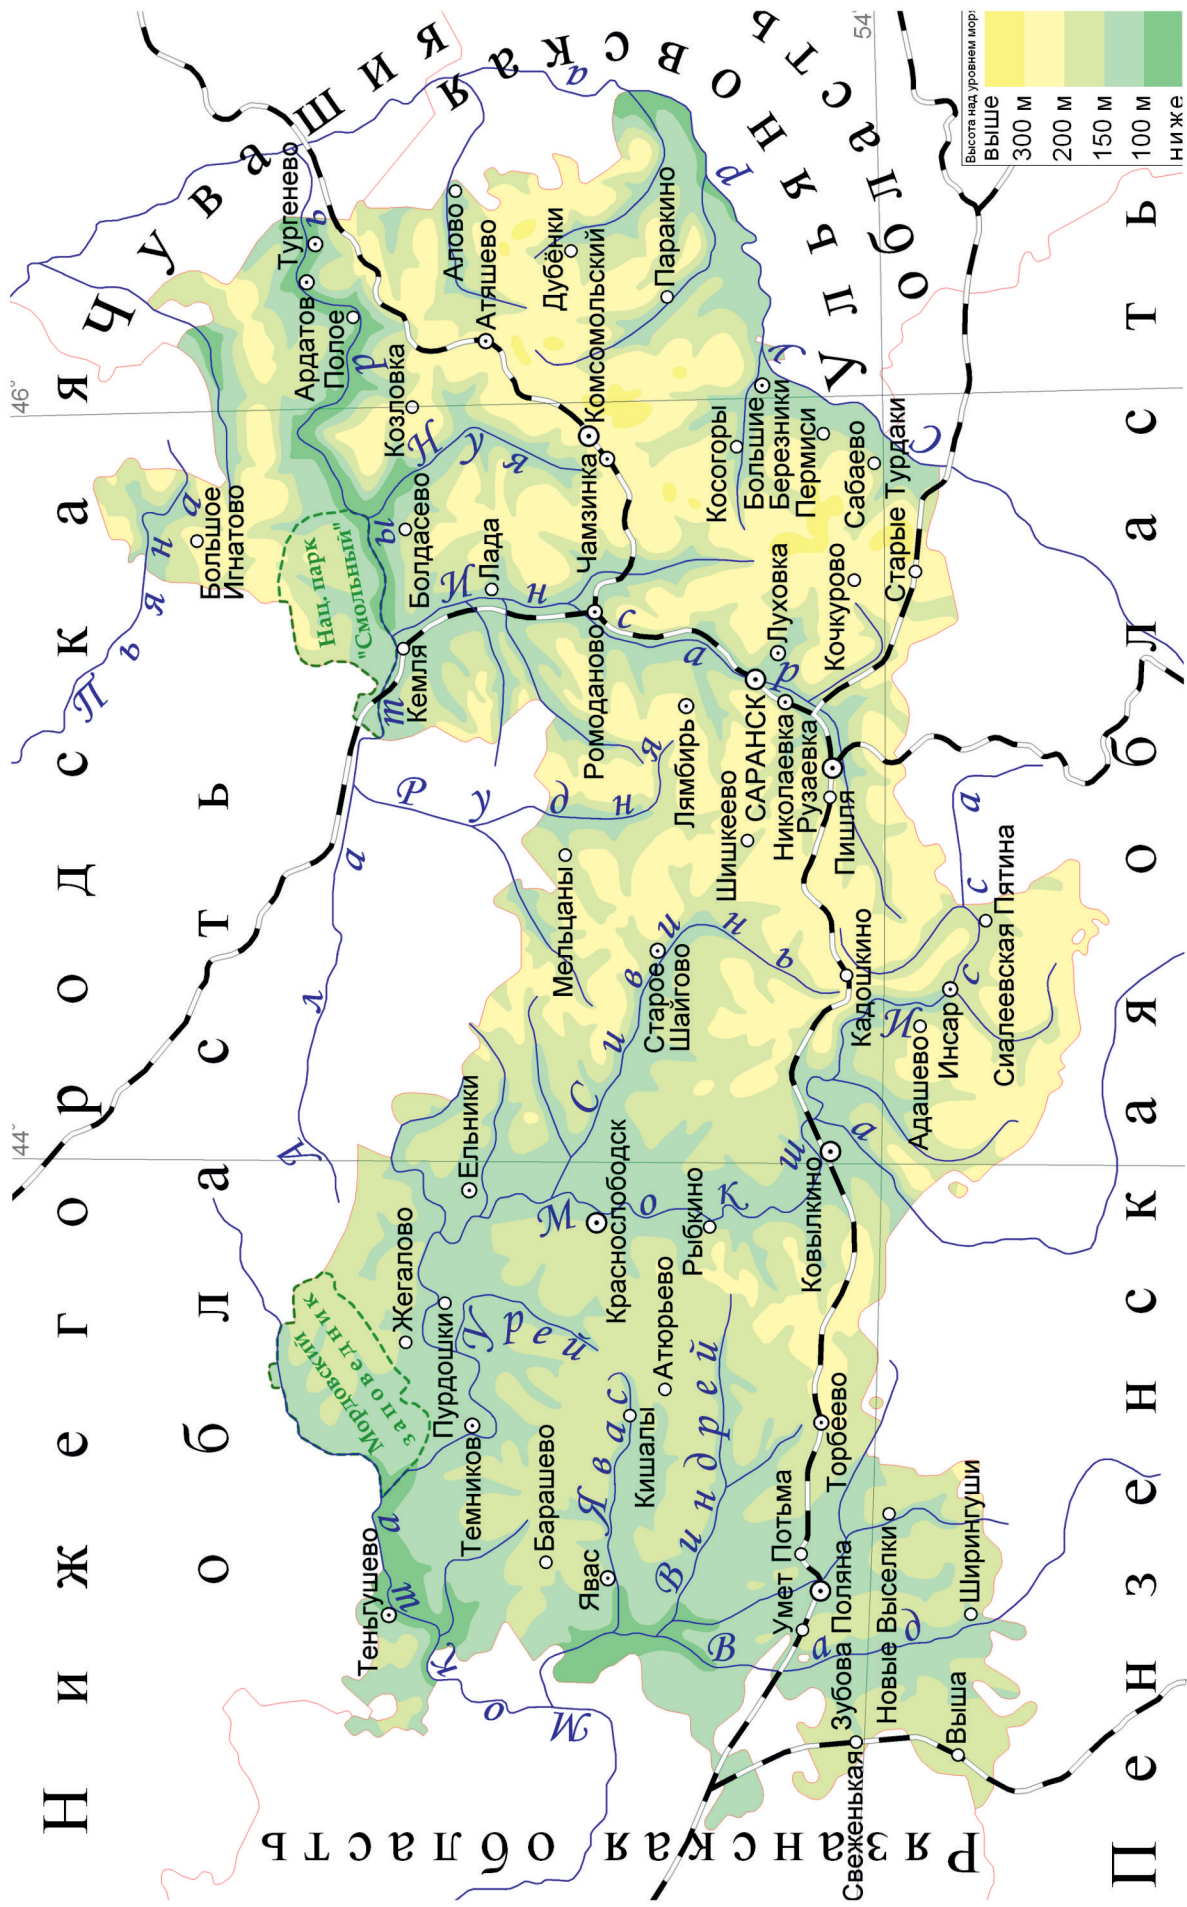 Нижегородская
область
Чувашия
Ульяновская
область
Пензенская область
Рязанская область
44°
46°
54°
Высота над уровнем моря
выше
300 м
200 м
150 м
100 м
ниже
Пьяна
Большое
Игнатово
Нац. парк
"Смольный"
Мордовский
заповедник
Тургенево
Ардатов
Полое
Козловка
Атяшево
Алово
Дубёнки
Комсомольский
Паракино
Чамзинка
Болдасево
Лада
Кемля
Ромоданово
Косогоры
Большие
Березники
Пермиси
Сабаево
Старые Турдаки
Кочкурово
Луховка
САРАНСК
Николаевка
Рузаевка
Пишля
Лямбирь
Шишкеево
Мельцаны
Старое
Шайгово
Кадошкино
Инсар
Адашево
Сиалеевская Пятина
Ельники
Краснослободск
Рыбкино
Ковылкино
Жегалово
Пурдошки
Темников
Атюрьево
Кишалы
Барашево
Явас
Теньгушево
Торбеево
Умет Потьма
Зубова Поляна
Новые Выселки
Ширингуши
Выша
Свеженькая
Алатырь
Нуя
Инсар
Рудня
Сура
Сивинь
Исса
Мокша
Урей
Явас
Виндрей
Вад
Мокша